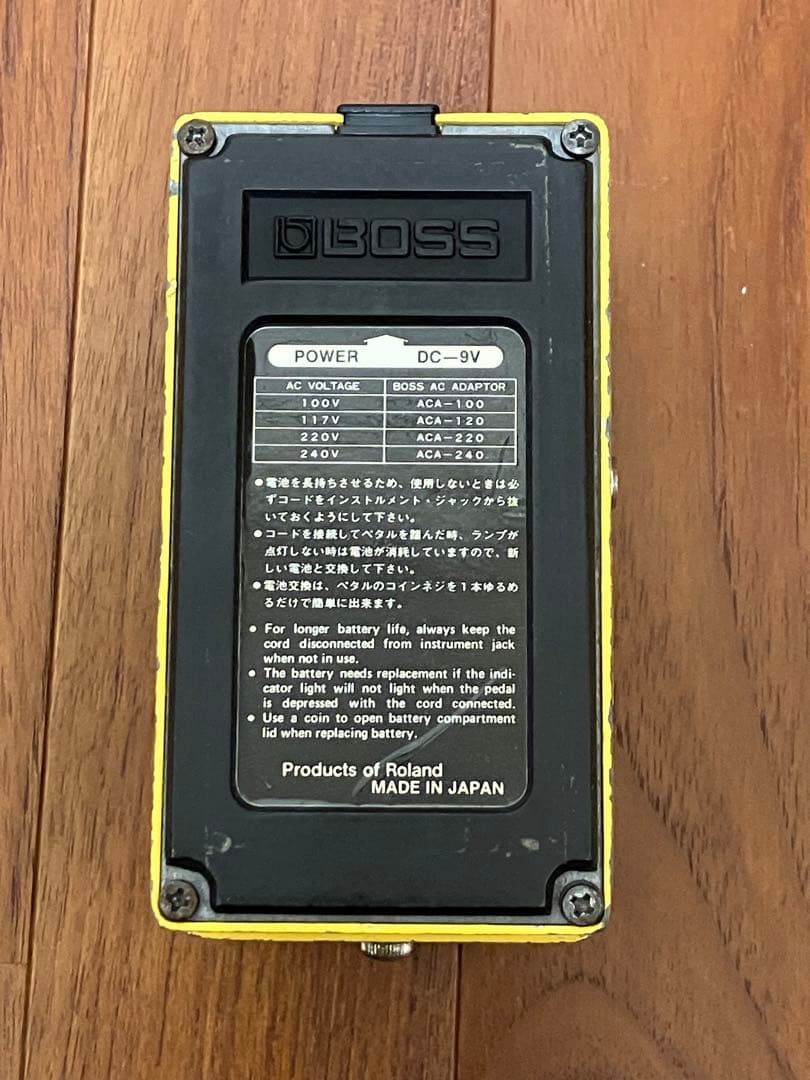 BOSS
POWER DC—9V
AC VOLTAGE BOSS AC ADAPTOR
100V ACA-100
117V ACA-120
220V ACA-220
240V ACA-240
●電池を長持ちさせるため、使用しないときは必
ずコードをインストルメント・ジャックから抜
いておくようにして下さい。
●コードを接続してペダルを踏んだ時、ランプが
点灯しない時は電池が消耗していますので、新
しい電池と交換して下さい。
●電池交換は、ペダルのコインネジを1本ゆるめ
るだけで簡単に出来ます。
● For longer battery life, always keep the
cord disconnected from instrument jack
when not in use.
● The battery needs replacement if the indi-
cator light will not light when the pedal
is depressed with the cord connected.
● Use a coin to open battery compartment
lid when replacing battery.
Products of Roland
MADE IN JAPAN